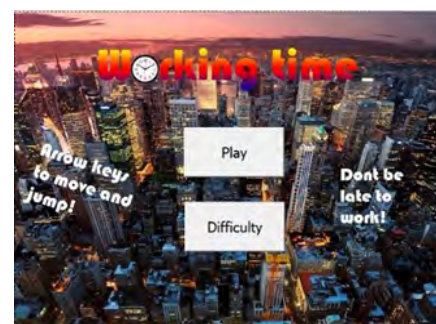 Working time
Play
Arrow keys
to move and
jump!
Dont be
late to
work!
Difficulty